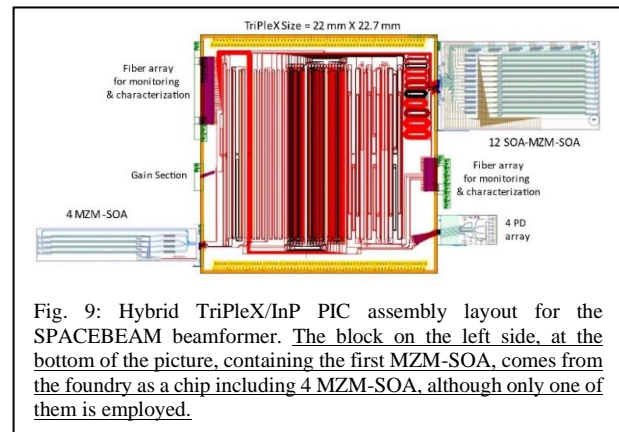 TriPleX Size = 22 mm X 22.7 mm
Fiber array
for monitoring
& characterization
12 SOA-MZM-SOA
Gain Section
Fiber array
for monitoring
& characterization
4 MZM-SOA
4 PD
array
Fig. 9: Hybrid TriPleX/InP PIC assembly layout for the
SPACEBEAM beamformer. The block on the left side, at the
bottom of the picture, containing the first MZM-SOA, comes from
the foundry as a chip including 4 MZM-SOA, although only one of
them is employed.